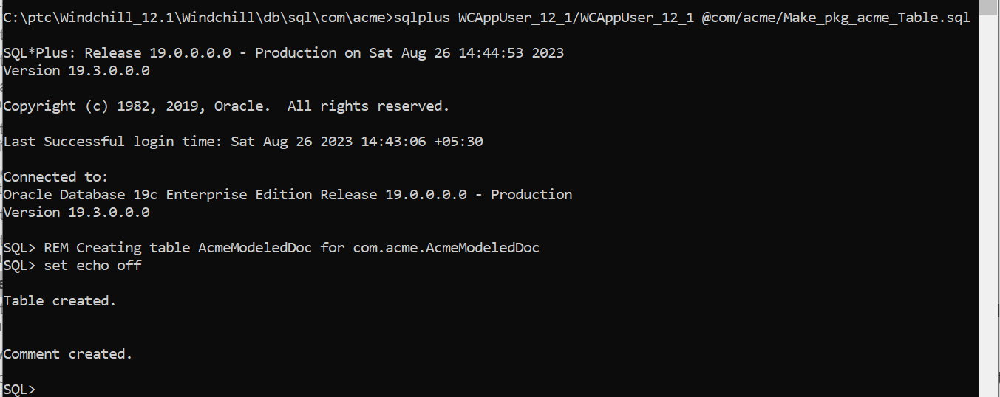 C:\ptc\Windchill_12.1\Windchill\db\sql\com\acme>sqlplus WCAppUser_12_1/WCAppUser_12_1 @com/acme/Make_pkg_acme_Table.sql
SQL*Plus: Release 19.0.0.0.0 - Production on Sat Aug 26 14:44:53 2023
Version 19.3.0.0.0
Copyright (c) 1982, 2019, Oracle.  All rights reserved.
Last Successful login time: Sat Aug 26 2023 14:43:06 +05:30
Connected to:
Oracle Database 19c Enterprise Edition Release 19.0.0.0.0 - Production
Version 19.3.0.0.0
SQL> REM Creating table AcmeModeledDoc for com.acme.AcmeModeledDoc
SQL> set echo off
Table created.
Comment created.
SQL>